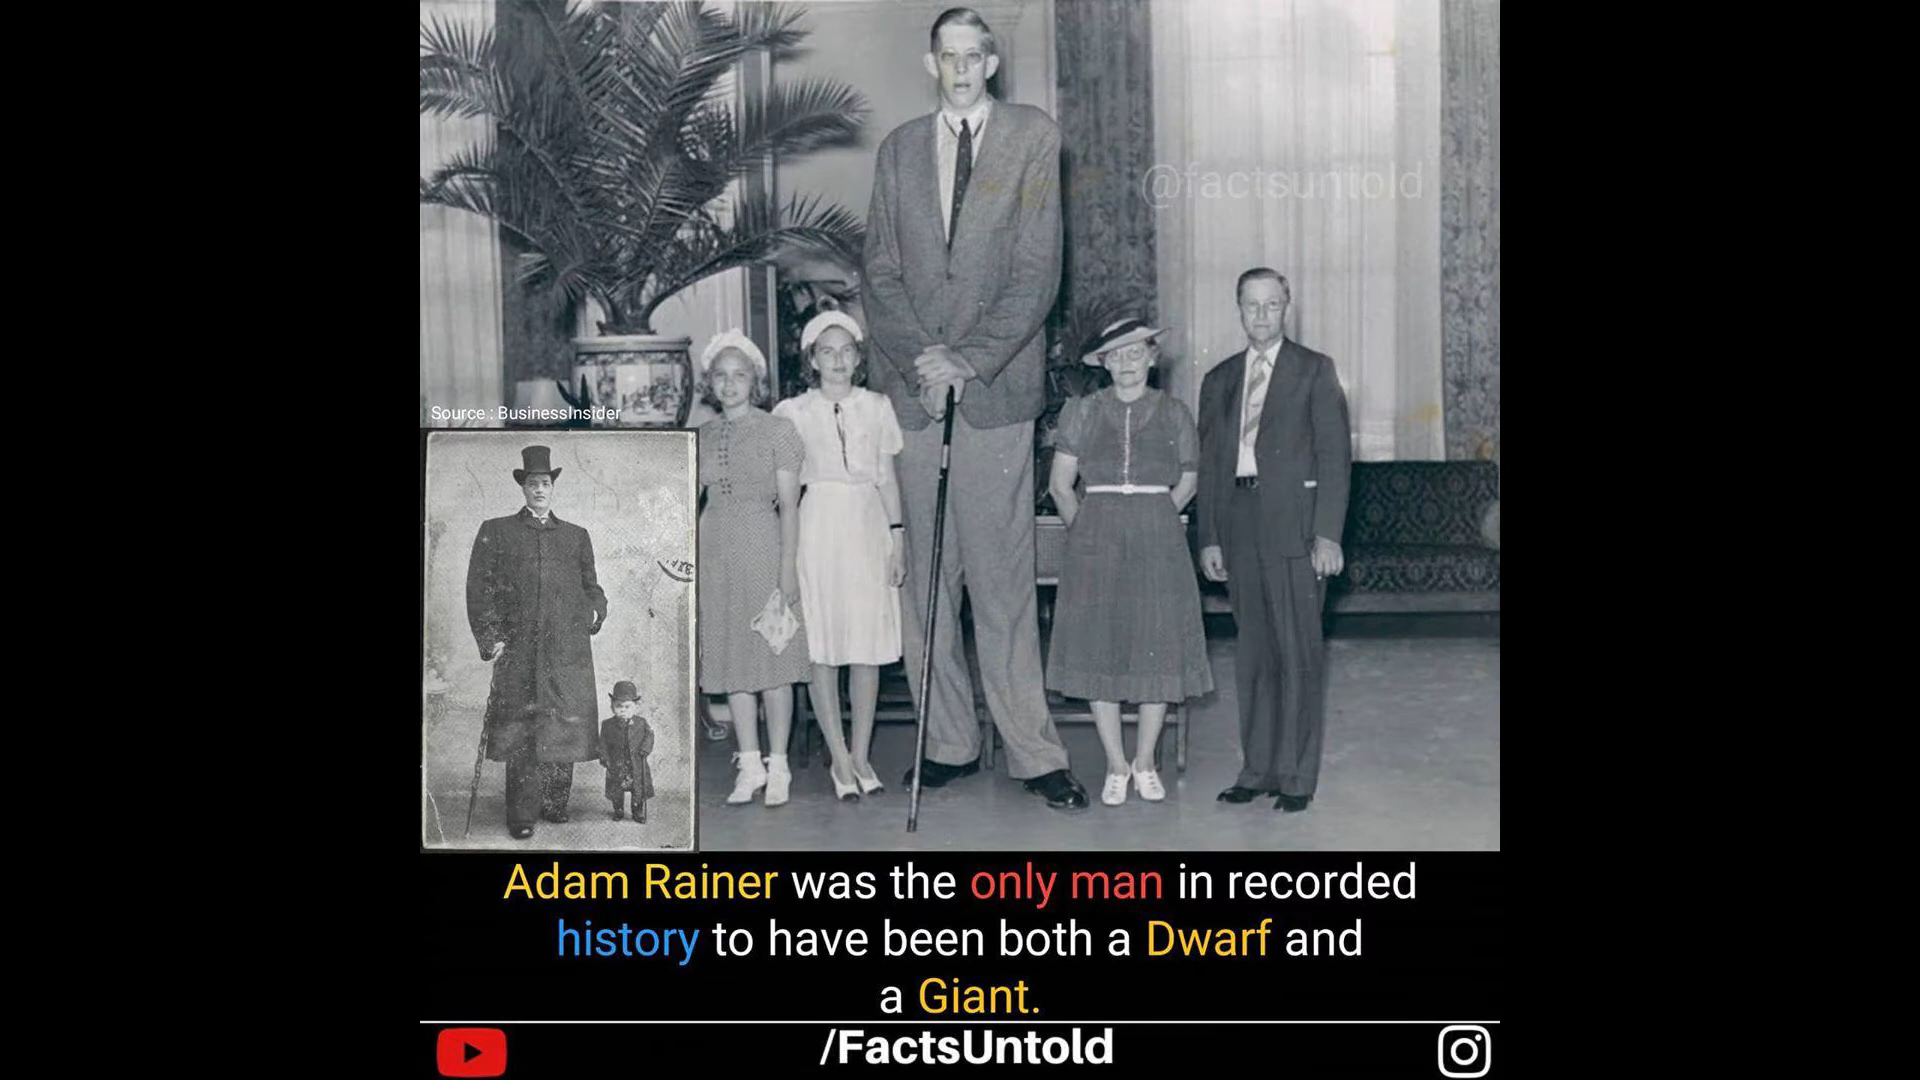 @factsuntold
Source : BusinessInsider
Adam Rainer was the only man in recorded
history to have been both a Dwarf and
a Giant.
/FactsUntold